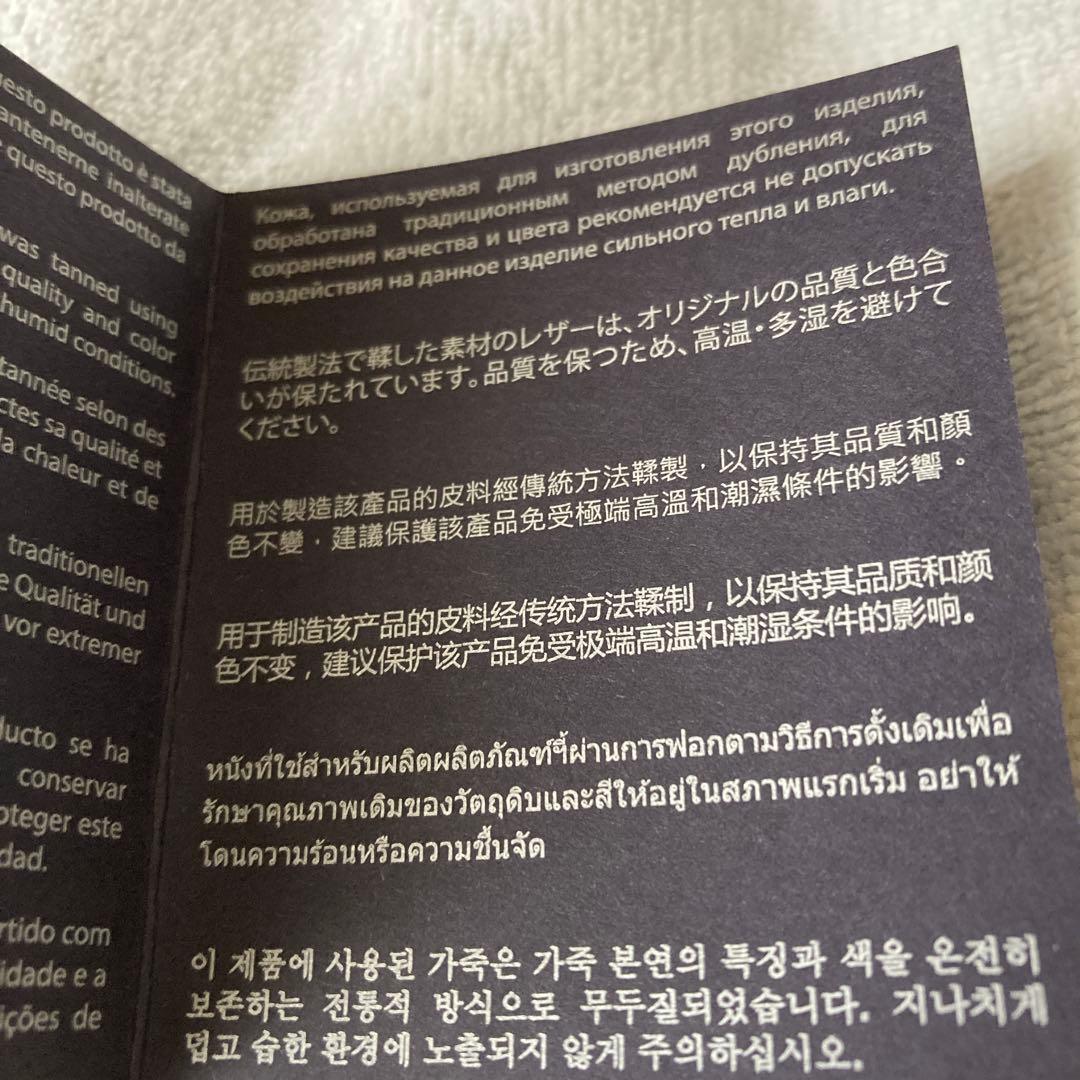 questo prodotto è stata
mantenerne inalterate
questo prodotto da
was tanned using
quality and color
humid conditions.
tannée selon des
sa qualité et
la chaleur et de
traditionellen
Qualität und
vor extremer
se ha
conservar
este
com
e a
de
Кожа, используемая для изготовления этого изделия,
обработана традиционным методом дубления, для
сохранения качества и цвета рекомендуется не допускать
воздействия на данное изделие сильного тепла и влаги.
伝統製法で鞣した素材のレザーは、オリジナルの品質と色合
いが保たれています。品質を保つため、高温・多湿を避けて
ください。
用於製造該產品的皮料經傳統方法鞣製，以保持其品質和顏
色不變，建議保護該產品免受極端高溫和潮濕條件的影響。
用于制造该产品的皮料经传统方法鞣制，以保持其品质和颜
色不变，建议保护该产品免受极端高温和潮湿条件的影响。
หนังที่ใช้สำหรับผลิตผลิตภัณฑ์นี้ผ่านการฟอกตามวิธีการดั้งเดิมเพื่อ
รักษาคุณภาพเดิมของวัตถุดิบและสีให้อยู่ในสภาพแรกเริ่ม อย่าให้
โดนความร้อนหรือความชื้นจัด
이 제품에 사용된 가죽은 가죽 본연의 특징과 색을 온전히
보존하는 전통적 방식으로 무두질되었습니다. 지나치게
덥고 습한 환경에 노출되지 않게 주의하십시오.